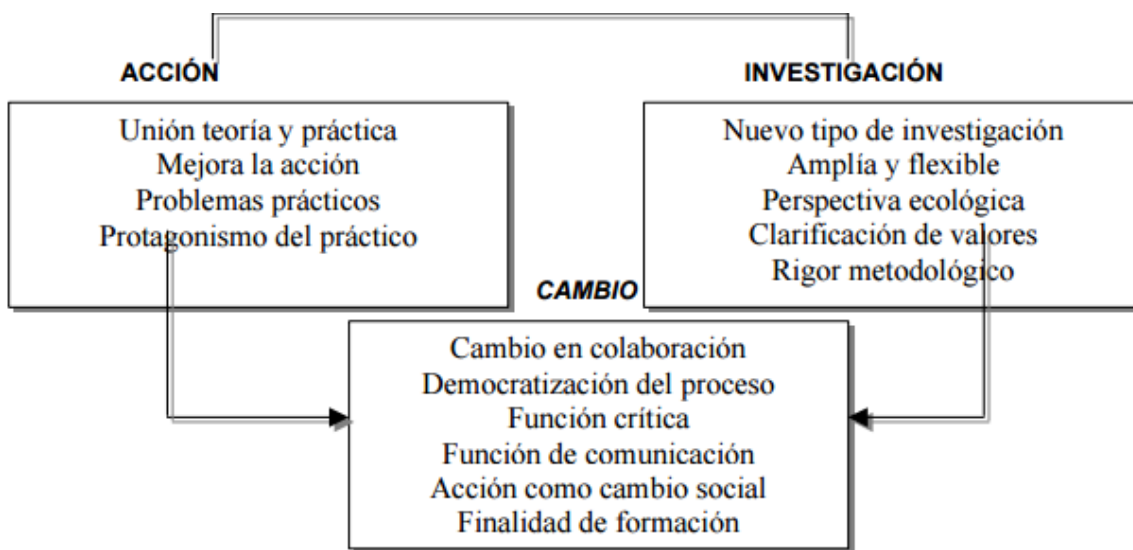 ACCIÓN
Unión teoría y práctica
Mejora la acción
Problemas prácticos
Protagonismo del práctico
INVESTIGACIÓN
Nuevo tipo de investigación
Amplía y flexible
Perspectiva ecológica
Clarificación de valores
Rigor metodológico
CAMBIO
Cambio en colaboración
Democratización del proceso
Función crítica
Función de comunicación
Acción como cambio social
Finalidad de formación